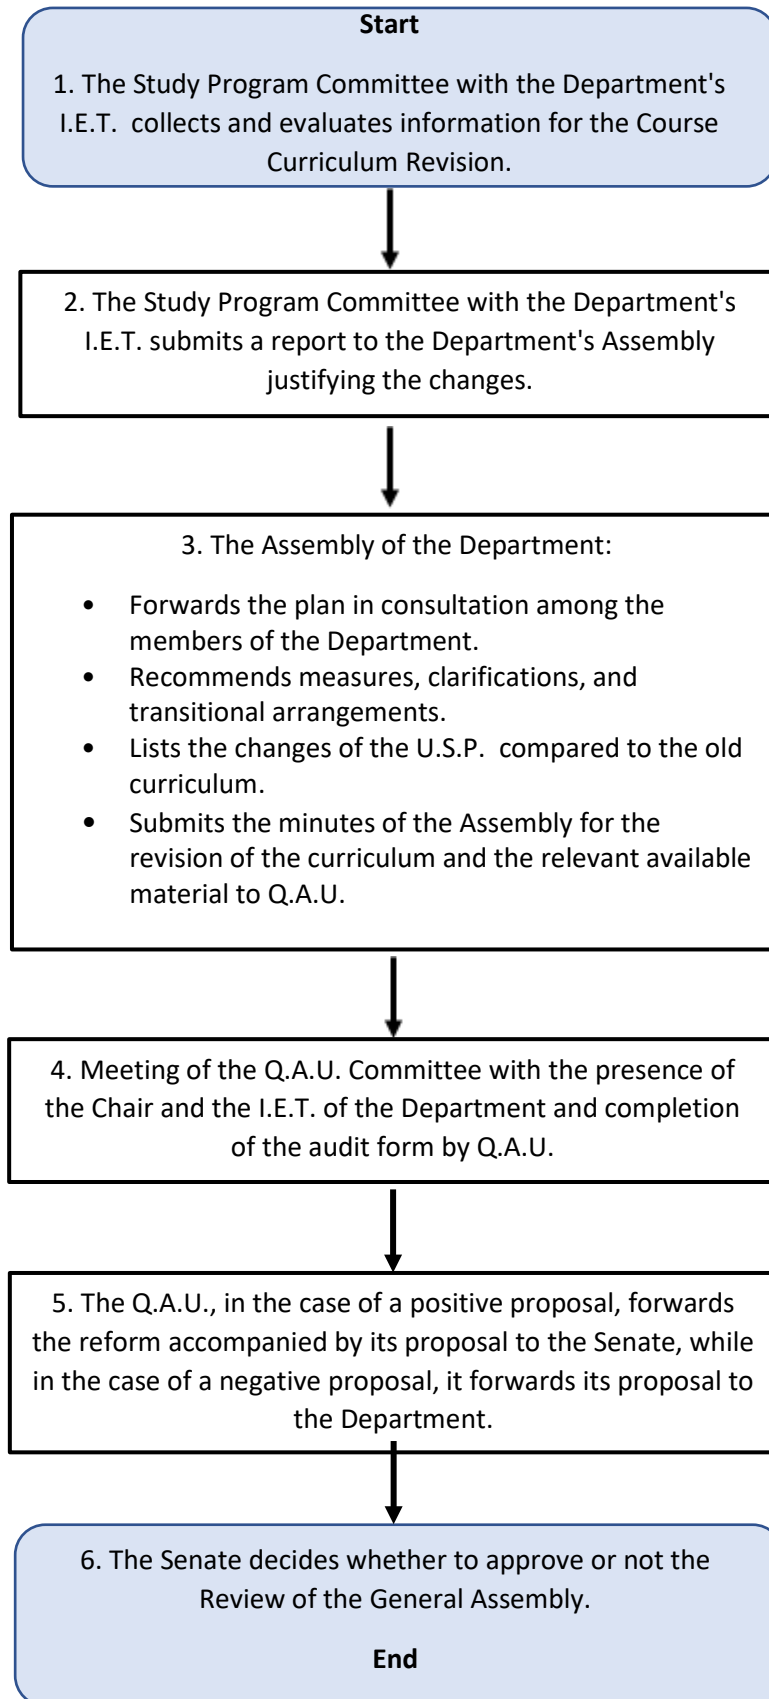 Start
1. The Study Program Committee with the Department's
I.E.T. collects and evaluates information for the Course
Curriculum Revision.
2. The Study Program Committee with the Department's
I.E.T. submits a report to the Department's Assembly
justifying the changes.
3. The Assembly of the Department:
• Forwards the plan in consultation among the
members of the Department.
• Recommends measures, clarifications, and
transitional arrangements.
• Lists the changes of the U.S.P. compared to the old
curriculum.
• Submits the minutes of the Assembly for the
revision of the curriculum and the relevant available
material to Q.A.U.
4. Meeting of the Q.A.U. Committee with the presence of
the Chair and the I.E.T. of the Department and completion
of the audit form by Q.A.U.
5. The Q.A.U., in the case of a positive proposal, forwards
the reform accompanied by its proposal to the Senate, while
in the case of a negative proposal, it forwards its proposal to
the Department.
6. The Senate decides whether to approve or not the
Review of the General Assembly.
End